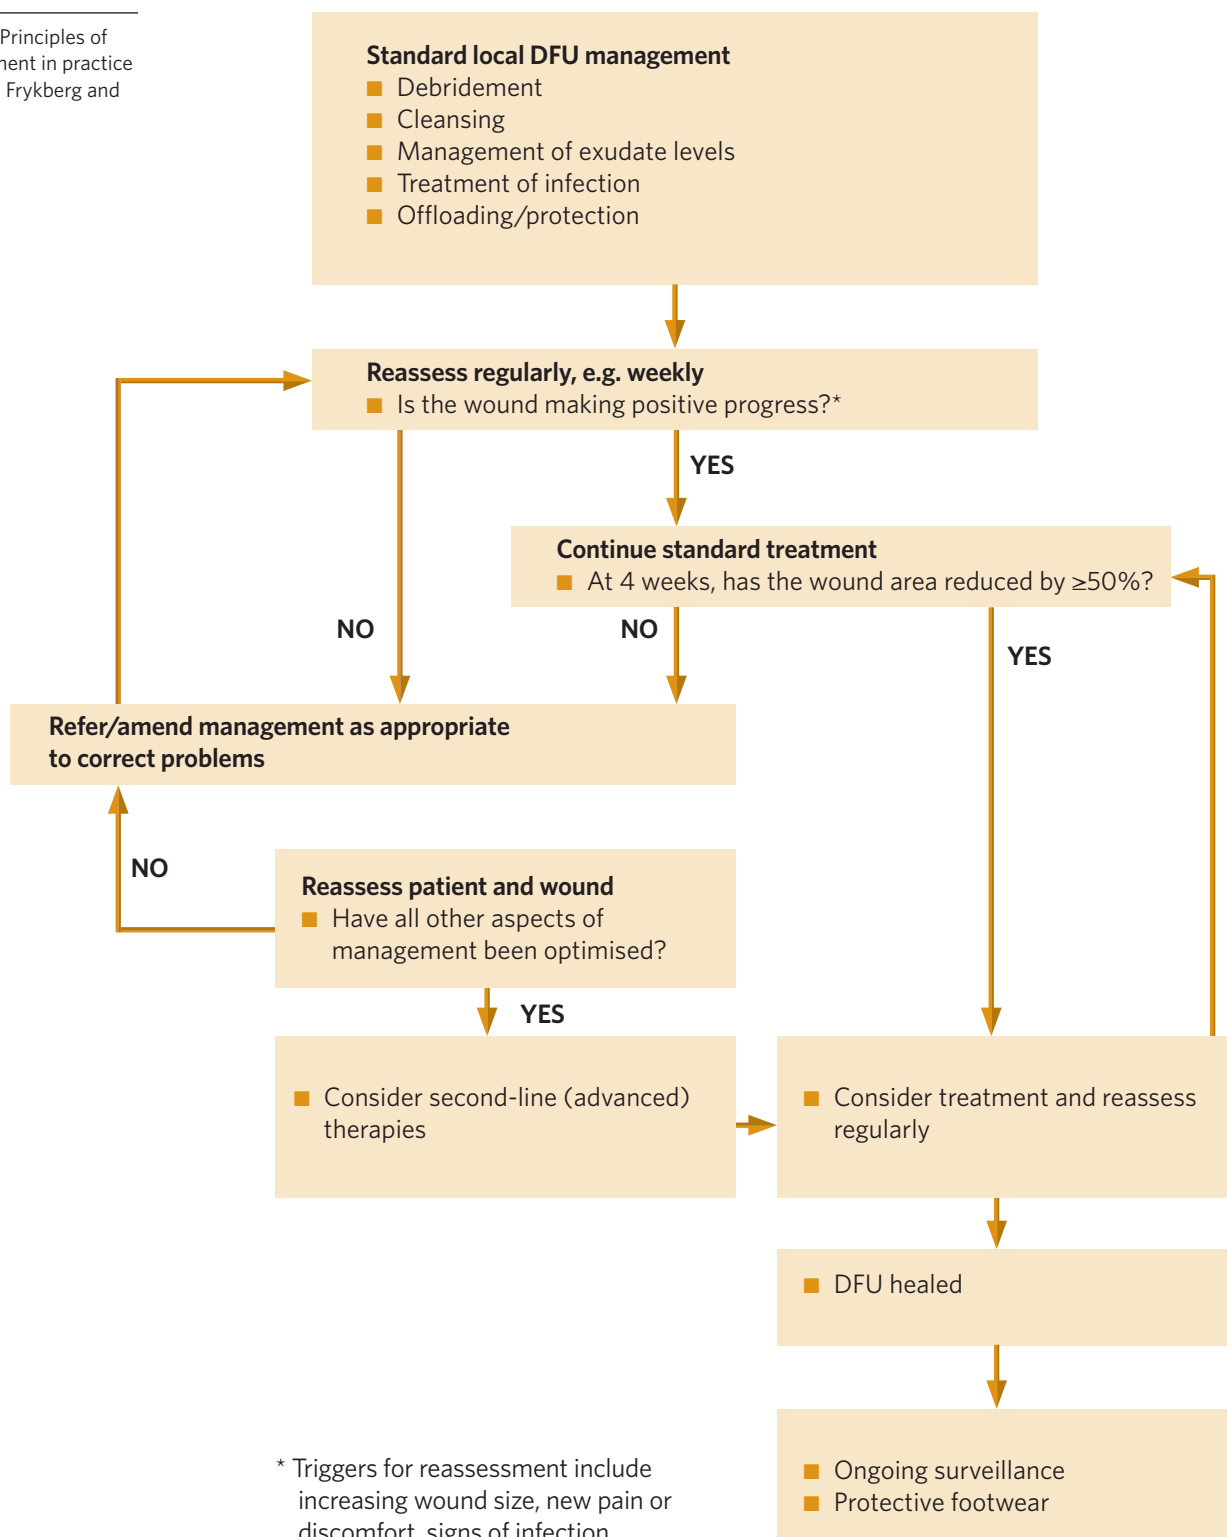 Principles of
ment in practice
Frykberg and
Standard local DFU management
■ Debridement
■ Cleansing
■ Management of exudate levels
■ Treatment of infection
■ Offloading/protection
Reassess regularly, e.g. weekly
■ Is the wound making positive progress?*
YES
Continue standard treatment
■ At 4 weeks, has the wound area reduced by ≥50%?
NO
NO
YES
Refer/amend management as appropriate
to correct problems
NO
Reassess patient and wound
■ Have all other aspects of
management been optimised?
YES
■ Consider second-line (advanced)
therapies
■ Consider treatment and reassess
regularly
■ DFU healed
■ Ongoing surveillance
■ Protective footwear
* Triggers for reassessment include
increasing wound size, new pain or
discomfort, signs of infection